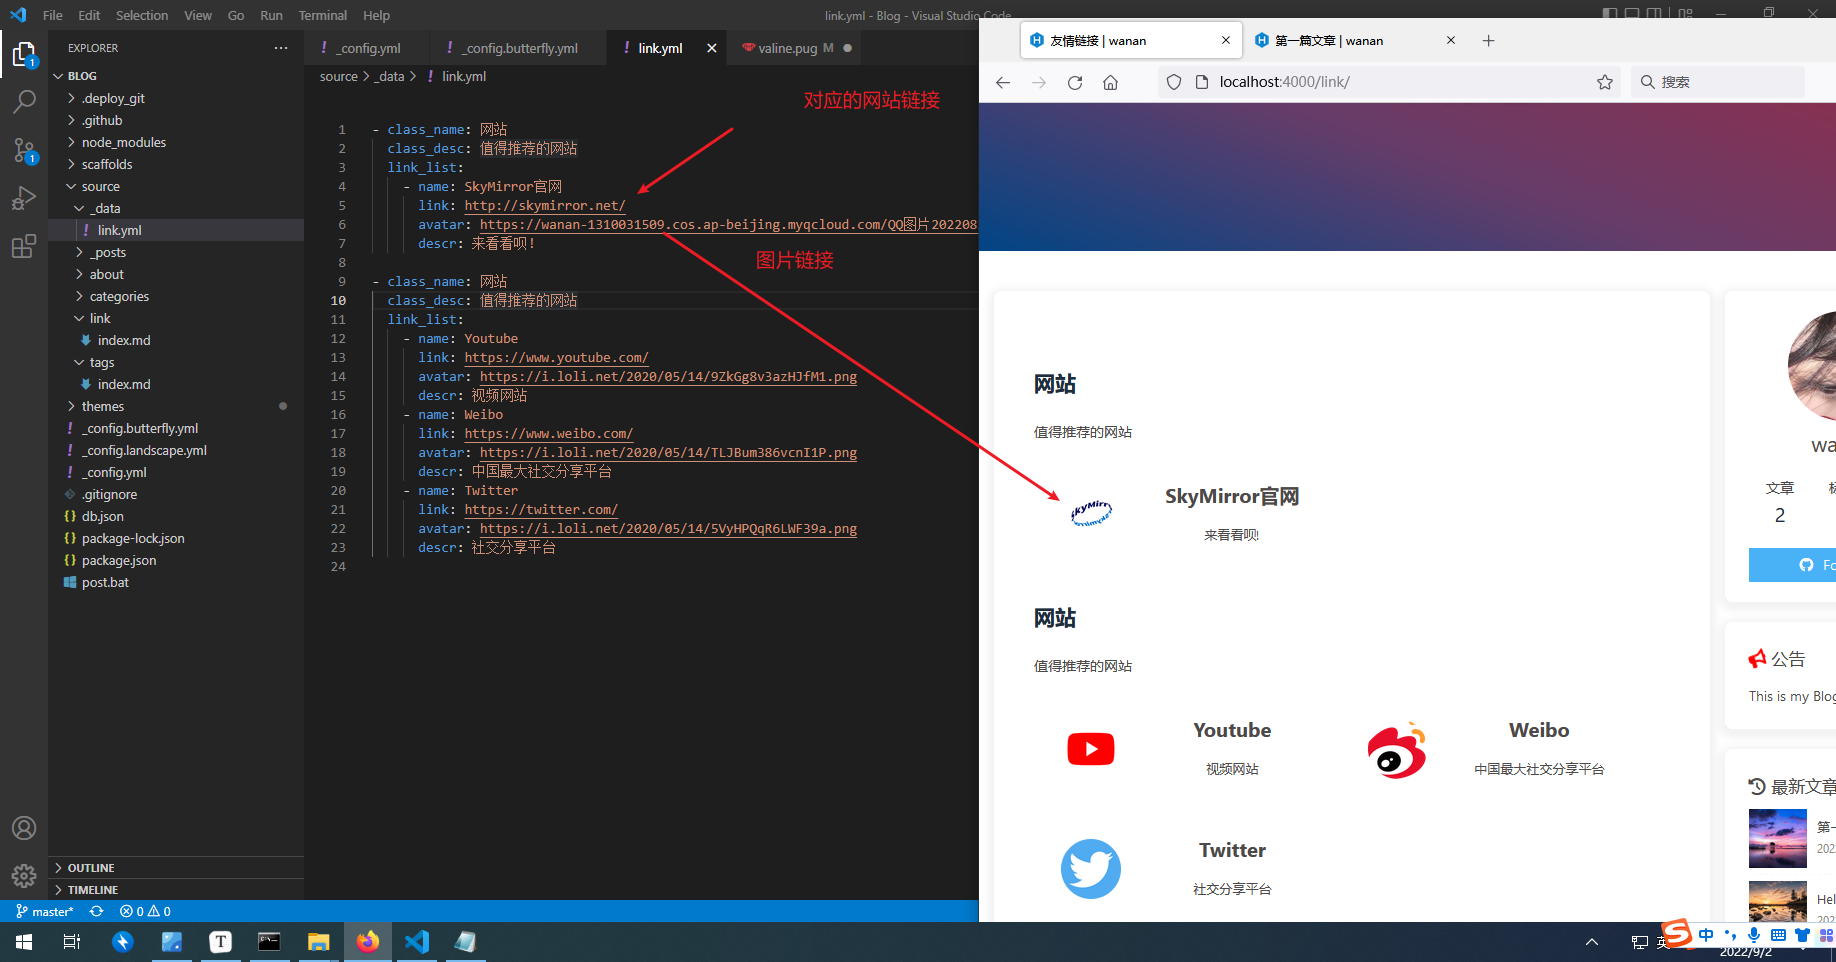 File Edit Selection View Go Run Terminal Help
link.yml - Blog - Visual Studio Code
EXPLORER
BLOG
.deploy_git
.github
node_modules
scaffolds
source
_data
link.yml
_posts
about
categories
link
index.md
tags
index.md
themes
_config.butterfly.yml
_config.landscape.yml
_config.yml
.gitignore
db.json
package-lock.json
package.json
post.bat
OUTLINE
TIMELINE
master* 0 0
_config.yml _config.butterfly.yml link.yml valine.pug M
source > _data > link.yml
对应的网站链接
图片链接
1 - class_name: 网站
2 class_desc: 值得推荐的网站
3 link_list:
4 - name: SkyMirror官网
5 link: http://skymirror.net/
6 avatar: https://wanan-1310031509.cos.ap-beijing.myqcloud.com/QQ图片202208
7 descr: 来看看呗!
8
9 - class_name: 网站
10 class_desc: 值得推荐的网站
11 link_list:
12 - name: Youtube
13 link: https://www.youtube.com/
14 avatar: https://i.loli.net/2020/05/14/9ZkGg8v3azHJfM1.png
15 descr: 视频网站
16 - name: Weibo
17 link: https://www.weibo.com/
18 avatar: https://i.loli.net/2020/05/14/TLJBum386vcnI1P.png
19 descr: 中国最大社交分享平台
20 - name: Twitter
21 link: https://twitter.com/
22 avatar: https://i.loli.net/2020/05/14/5VyHPQqR6LWF39a.png
23 descr: 社交分享平台
24
友情链接 | wanan 第一篇文章 | wanan
localhost:4000/link/ 搜索
网站
值得推荐的网站
SkyMirror官网
来看看呗!
网站
值得推荐的网站
Youtube
视频网站
Weibo
中国最大社交分享平台
Twitter
社交分享平台
wa
文章
2
Fo
公告
This is my Blog
最新文章
第一
202
Hel
202
英 中
2022/9/2